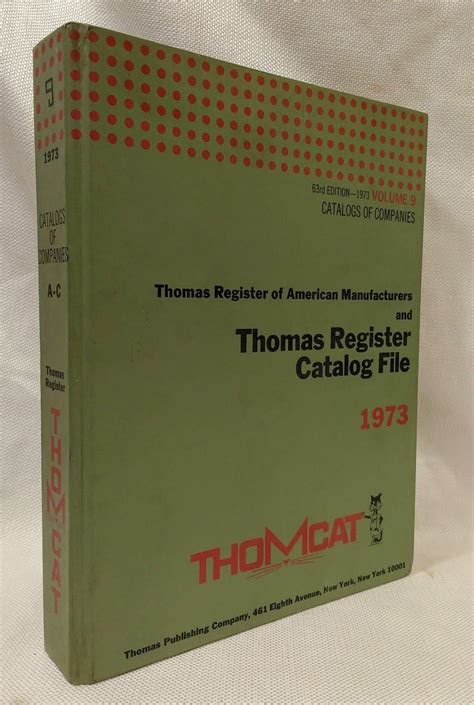 9
1973
CATALOGS
OF
COMPANIES
A-C
Thomas
Register
THOMCAT
63rd EDITION—1973 VOLUME 9
CATALOGS OF COMPANIES
Thomas Register of American Manufacturers
and
Thomas Register
Catalog File
1973
THOMCAT
Thomas Publishing Company, 461 Eighth Avenue, New York, New York 10001